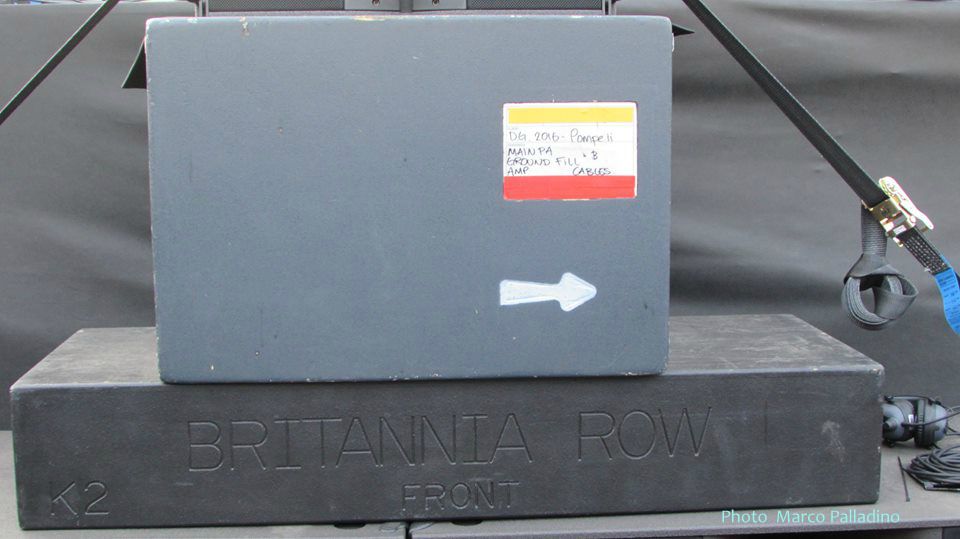 DG 2016 - Pompeii
MAIN PA &
GROUND FILL
AMP CABLES
BRITANNIA ROW
K2 FRONT
Photo Marco Palladino